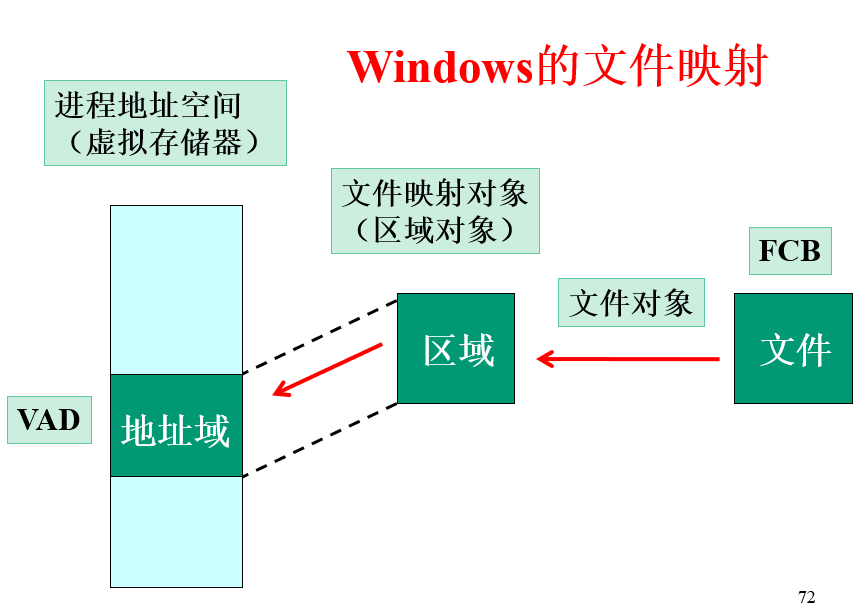 Windows的文件映射
进程地址空间
（虚拟存储器）
文件映射对象
（区域对象）
FCB
文件对象
区域
文件
VAD
地址域
72